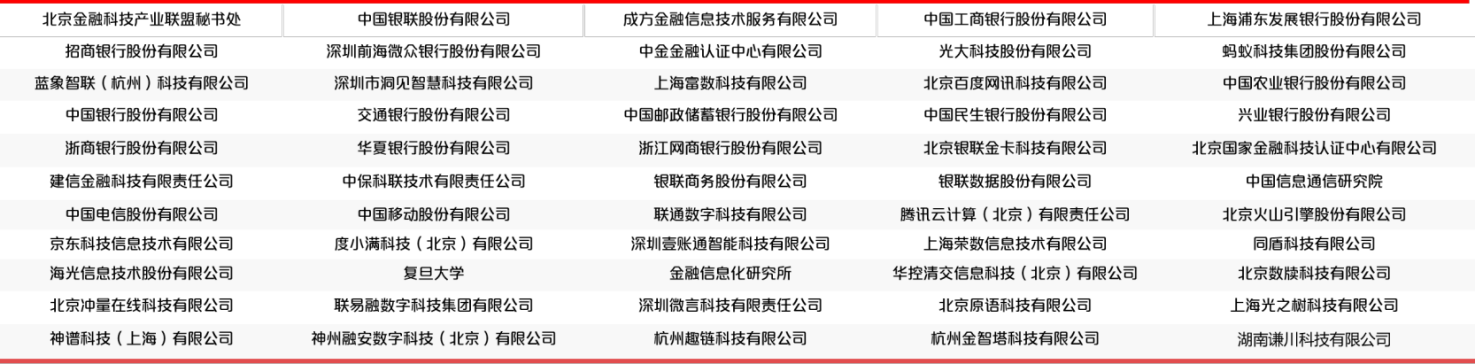 北京金融科技产业联盟秘书处 中国银联股份有限公司 成方金融信息技术服务有限公司 中国工商银行股份有限公司 上海浦东发展银行股份有限公司
招商银行股份有限公司 深圳前海微众银行股份有限公司 中金金融认证中心有限公司 光大科技股份有限公司 蚂蚁科技集团股份有限公司
蓝象智联（杭州）科技有限公司 深圳市洞见智慧科技有限公司 上海富数科技有限公司 北京百度网讯科技有限公司 中国农业银行股份有限公司
中国银行股份有限公司 交通银行股份有限公司 中国邮政储蓄银行股份有限公司 中国民生银行股份有限公司 兴业银行股份有限公司
浙商银行股份有限公司 华夏银行股份有限公司 浙江网商银行股份有限公司 北京银联金卡科技有限公司 北京国家金融科技认证中心有限公司
建信金融科技有限责任公司 中保科联技术有限责任公司 银联商务股份有限公司 银联数据股份有限公司 中国信息通信研究院
中国电信股份有限公司 中国移动股份有限公司 联通数字科技有限公司 腾讯云计算（北京）有限责任公司 北京火山引擎股份有限公司
京东科技信息技术有限公司 度小满科技（北京）有限公司 深圳壹账通智能科技有限公司 上海荣数信息技术有限公司 同盾科技有限公司
海光信息技术股份有限公司 复旦大学 金融信息化研究所 华控清交信息科技（北京）有限公司 北京数牍科技有限公司
北京冲量在线科技有限公司 联易融数字科技集团有限公司 深圳微言科技有限责任公司 北京原语科技有限公司 上海光之树科技有限公司
神谱科技（上海）有限公司 神州融安数字科技（北京）有限公司 杭州趣链科技有限公司 杭州金智塔科技有限公司 湖南谦川科技有限公司